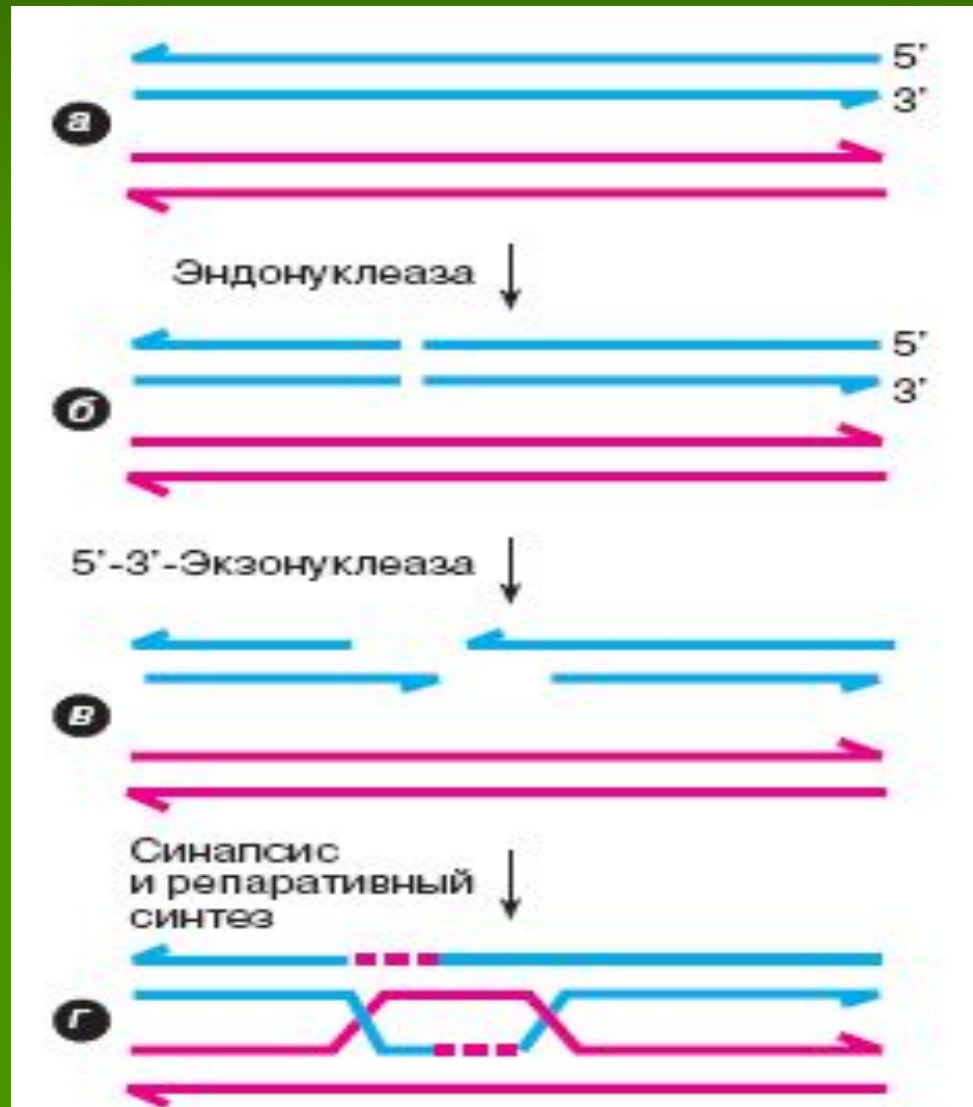 5'
3'
а
Эндонуклеаза
5'
3'
б
5'-3'-Экзонуклеаза
в
Синапсис
и репаративный
синтез
г